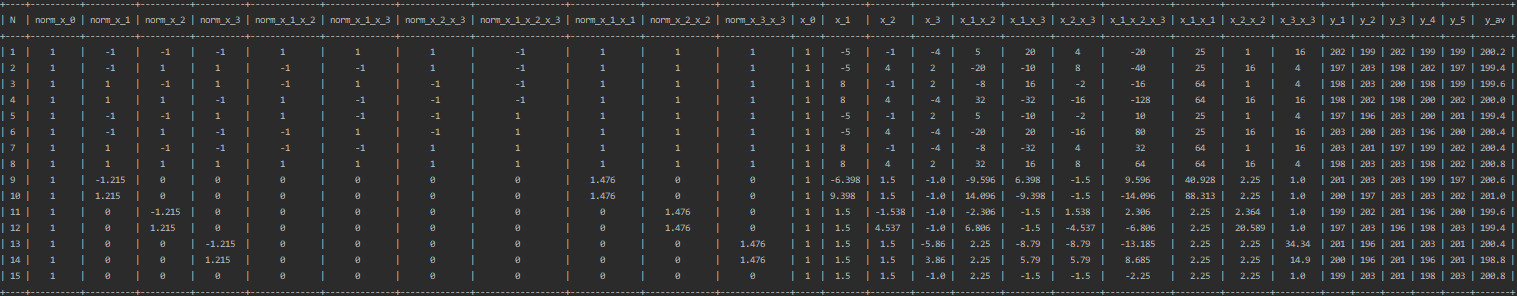 N | norm_x_0 | norm_x_1 | norm_x_2 | norm_x_3 | norm_x_1_x_2 | norm_x_1_x_3 | norm_x_2_x_3 | norm_x_1_x_2_x_3 | norm_x_1_x_1 | norm_x_2_x_2 | norm_x_3_x_3 | x_0 | x_1 | x_2 | x_3 | x_1_x_2 | x_1_x_3 | x_2_x_3 | x_1_x_2_x_3 | x_1_x_1 | x_2_x_2 | x_3_x_3 | y_1 | y_2 | y_3 | y_4 | y_5 | y_av
1 | 1 | -1 | -1 | -1 | 1 | 1 | 1 | -1 | 1 | 1 | 1 | 1 | -5 | -1 | -4 | 5 | 20 | 4 | -20 | 25 | 1 | 16 | 202 | 199 | 202 | 199 | 199 | 200.2
2 | 1 | -1 | 1 | 1 | -1 | -1 | 1 | -1 | 1 | 1 | 1 | 1 | -5 | 4 | 2 | -20 | -10 | 8 | -40 | 25 | 16 | 4 | 197 | 203 | 198 | 202 | 197 | 199.4
3 | 1 | 1 | -1 | 1 | -1 | 1 | -1 | -1 | 1 | 1 | 1 | 1 | 8 | -1 | 2 | -8 | 16 | -2 | -16 | 64 | 1 | 4 | 198 | 203 | 200 | 198 | 199 | 199.6
4 | 1 | 1 | 1 | -1 | 1 | -1 | -1 | -1 | 1 | 1 | 1 | 1 | 8 | 4 | -4 | 32 | -32 | -16 | -128 | 64 | 16 | 16 | 198 | 202 | 198 | 200 | 202 | 200.0
5 | 1 | -1 | -1 | 1 | 1 | -1 | -1 | 1 | 1 | 1 | 1 | 1 | -5 | -1 | 2 | 5 | -10 | -2 | 10 | 25 | 1 | 4 | 197 | 196 | 203 | 200 | 201 | 199.4
6 | 1 | -1 | 1 | -1 | -1 | 1 | -1 | 1 | 1 | 1 | 1 | 1 | -5 | 4 | -4 | -20 | 20 | -16 | 80 | 25 | 16 | 16 | 203 | 200 | 203 | 196 | 200 | 200.4
7 | 1 | 1 | -1 | -1 | -1 | -1 | 1 | 1 | 1 | 1 | 1 | 1 | 8 | -1 | -4 | -8 | -32 | 4 | 32 | 64 | 1 | 16 | 203 | 201 | 197 | 199 | 202 | 200.4
8 | 1 | 1 | 1 | 1 | 1 | 1 | 1 | 1 | 1 | 1 | 1 | 1 | 8 | 4 | 2 | 32 | 16 | 8 | 64 | 64 | 16 | 4 | 203 | 203 | 198 | 198 | 202 | 200.8
9 | 1 | -1.215 | 0 | 0 | 0 | 0 | 0 | 0 | 1.476 | 0 | 0 | 1 | -6.398 | 1.5 | -1.0 | -9.596 | 6.398 | -1.5 | 9.596 | 40.928 | 2.25 | 1.0 | 201 | 203 | 203 | 199 | 197 | 200.6
10 | 1 | 1.215 | 0 | 0 | 0 | 0 | 0 | 0 | 1.476 | 0 | 0 | 1 | 9.398 | 1.5 | -1.0 | 14.096 | -9.398 | -1.5 | -14.096 | 88.313 | 2.25 | 1.0 | 200 | 197 | 203 | 203 | 202 | 201.0
11 | 1 | 0 | -1.215 | 0 | 0 | 0 | 0 | 0 | 0 | 1.476 | 0 | 1 | 1.5 | -1.538 | -1.0 | -2.306 | -1.5 | 1.538 | 2.306 | 2.25 | 2.364 | 1.0 | 199 | 202 | 201 | 196 | 200 | 199.6
12 | 1 | 0 | 1.215 | 0 | 0 | 0 | 0 | 0 | 0 | 1.476 | 0 | 1 | 1.5 | 4.537 | -1.0 | 6.806 | -1.5 | -4.537 | -6.806 | 2.25 | 20.589 | 1.0 | 197 | 203 | 196 | 203 | 198 | 199.4
13 | 1 | 0 | 0 | -1.215 | 0 | 0 | 0 | 0 | 0 | 0 | 1.476 | 1 | 1.5 | 1.5 | -5.86 | 2.25 | -8.79 | -8.79 | -13.185 | 2.25 | 2.25 | 34.34 | 201 | 196 | 201 | 203 | 201 | 200.4
14 | 1 | 0 | 0 | 1.215 | 0 | 0 | 0 | 0 | 0 | 0 | 1.476 | 1 | 1.5 | 1.5 | 3.86 | 2.25 | 5.79 | 5.79 | 8.685 | 2.25 | 2.25 | 14.9 | 200 | 196 | 201 | 196 | 201 | 198.8
15 | 1 | 0 | 0 | 0 | 0 | 0 | 0 | 0 | 0 | 0 | 0 | 1 | 1.5 | 1.5 | -1.0 | 2.25 | -1.5 | -1.5 | -2.25 | 2.25 | 2.25 | 1.0 | 199 | 203 | 201 | 198 | 203 | 200.8